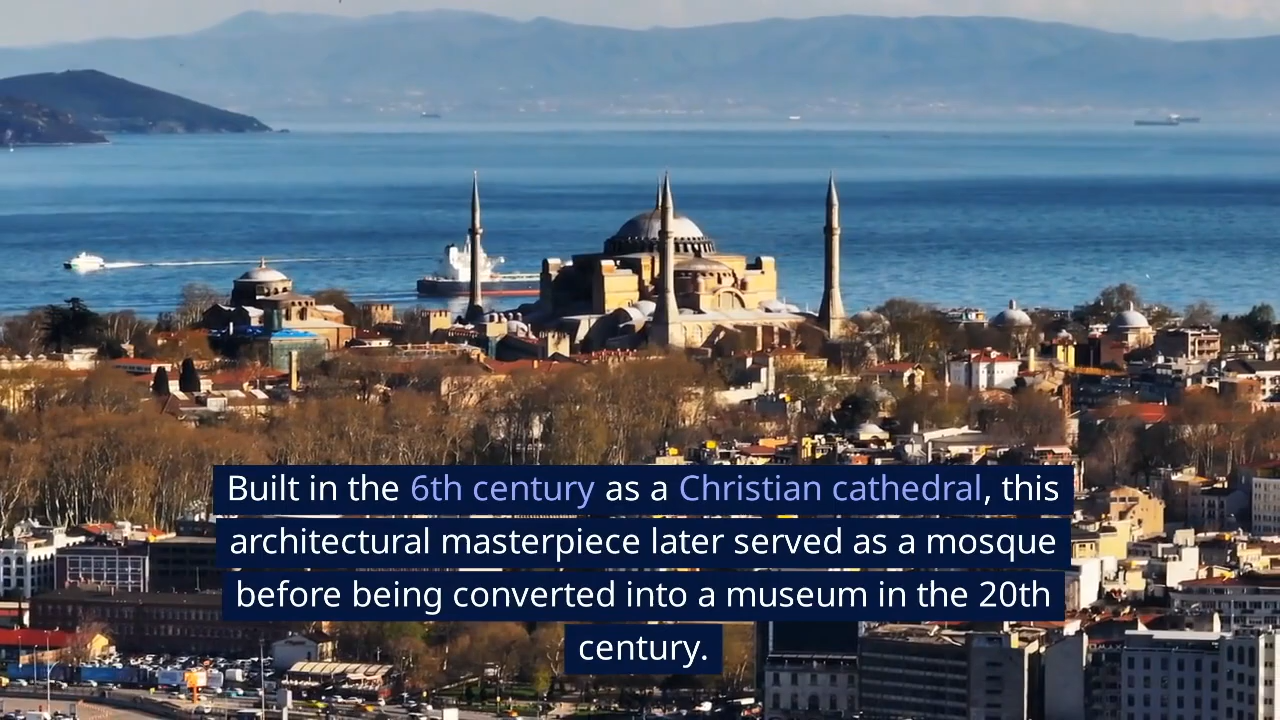 Built in the 6th century as a Christian cathedral, this
architectural masterpiece later served as a mosque
before being converted into a museum in the 20th
century.